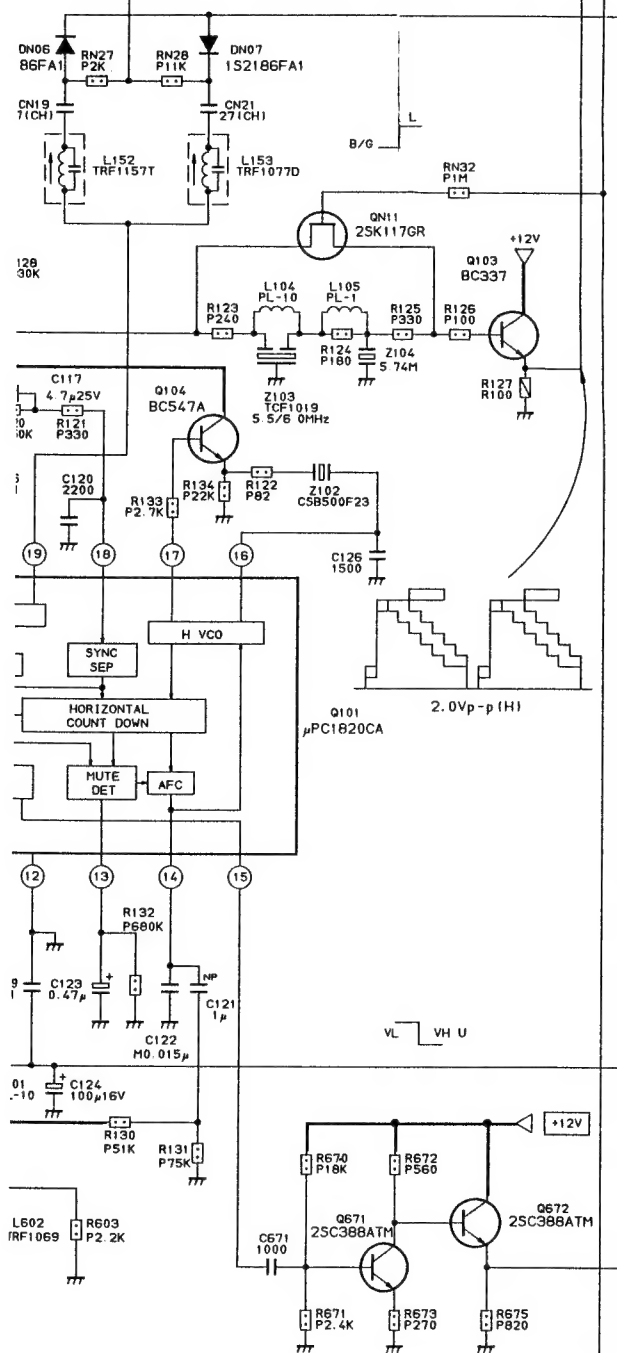 DN06
86FA1
RN27
P2K
RN28
P11K
DN07
1S2186FA1
CN19
7(CH)
CN21
27(CH)
L152
TRF1157T
L153
TRF1077D
L
B/G
RN32
P1M
QN11
2SK117GR
+12V
Q103
BC337
128
30K
L104
PL-10
L105
PL-1
R123
P240
R125
P330
R126
P100
R124
P180
Z104
5.74M
Z103
TCF1019
5.5/6.0MHz
R127
R100
C117
4.7µ25V
R121
P330
20
Q104
BC547A
C120
2200
R133
P2.7K
R134
P22K
R122
P82
Z102
CSB500F23
C126
1500
19
18
17
16
H VCO
SYNC
SEP
HORIZONTAL
COUNT DOWN
MUTE
DET
AFC
Q101
µPC1820CA
2.0Vp-p(H)
12
13
14
15
R132
P680K
C123
0.47µ
+
NP
C121
1µ
C122
M0.015µ
VL
VH U
01
-10
+
C124
100µ16V
R130
P51K
R131
P75K
+12V
R670
P18K
R672
P560
L602
TRF1069
R603
P2.2K
C671
1000
Q671
2SC388ATM
Q672
2SC388ATM
R671
P2.4K
R673
P270
R675
P820